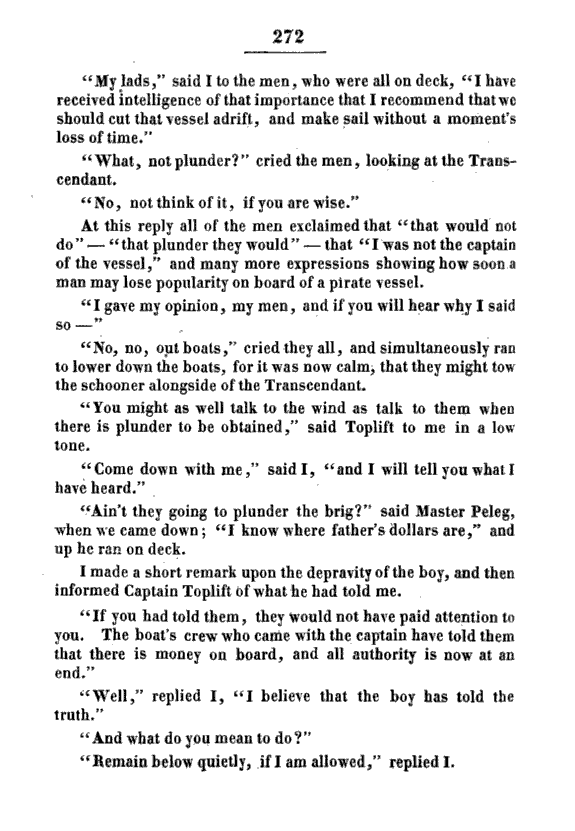 272
“My lads,” said I to the men, who were all on deck, “I have
received intelligence of that importance that I recommend that we
should cut that vessel adrift, and make sail without a moment's
loss of time.”
“What, not plunder?” cried the men, looking at the Trans-
cendant.
“No, not think of it, if you are wise.”
At this reply all of the men exclaimed that “that would not
do” — “that plunder they would” — that “I was not the captain
of the vessel,” and many more expressions showing how soon a
man may lose popularity on board of a pirate vessel.
“I gave my opinion, my men, and if you will hear why I said
so —”
“No, no, out boats,” cried they all, and simultaneously ran
to lower down the boats, for it was now calm, that they might tow
the schooner alongside of the Transcendant.
“You might as well talk to the wind as talk to them when
there is plunder to be obtained,” said Toplift to me in a low
tone.
“Come down with me,” said I, “and I will tell you what I
have heard.”
“Ain't they going to plunder the brig?” said Master Peleg,
when we came down; “I know where father's dollars are,” and
up he ran on deck.
I made a short remark upon the depravity of the boy, and then
informed Captain Toplift of what he had told me.
“If you had told them, they would not have paid attention to
you. The boat's crew who came with the captain have told them
that there is money on board, and all authority is now at an
end.”
“Well,” replied I, “I believe that the boy has told the
truth.”
“And what do you mean to do?”
“Remain below quietly, if I am allowed,” replied I.